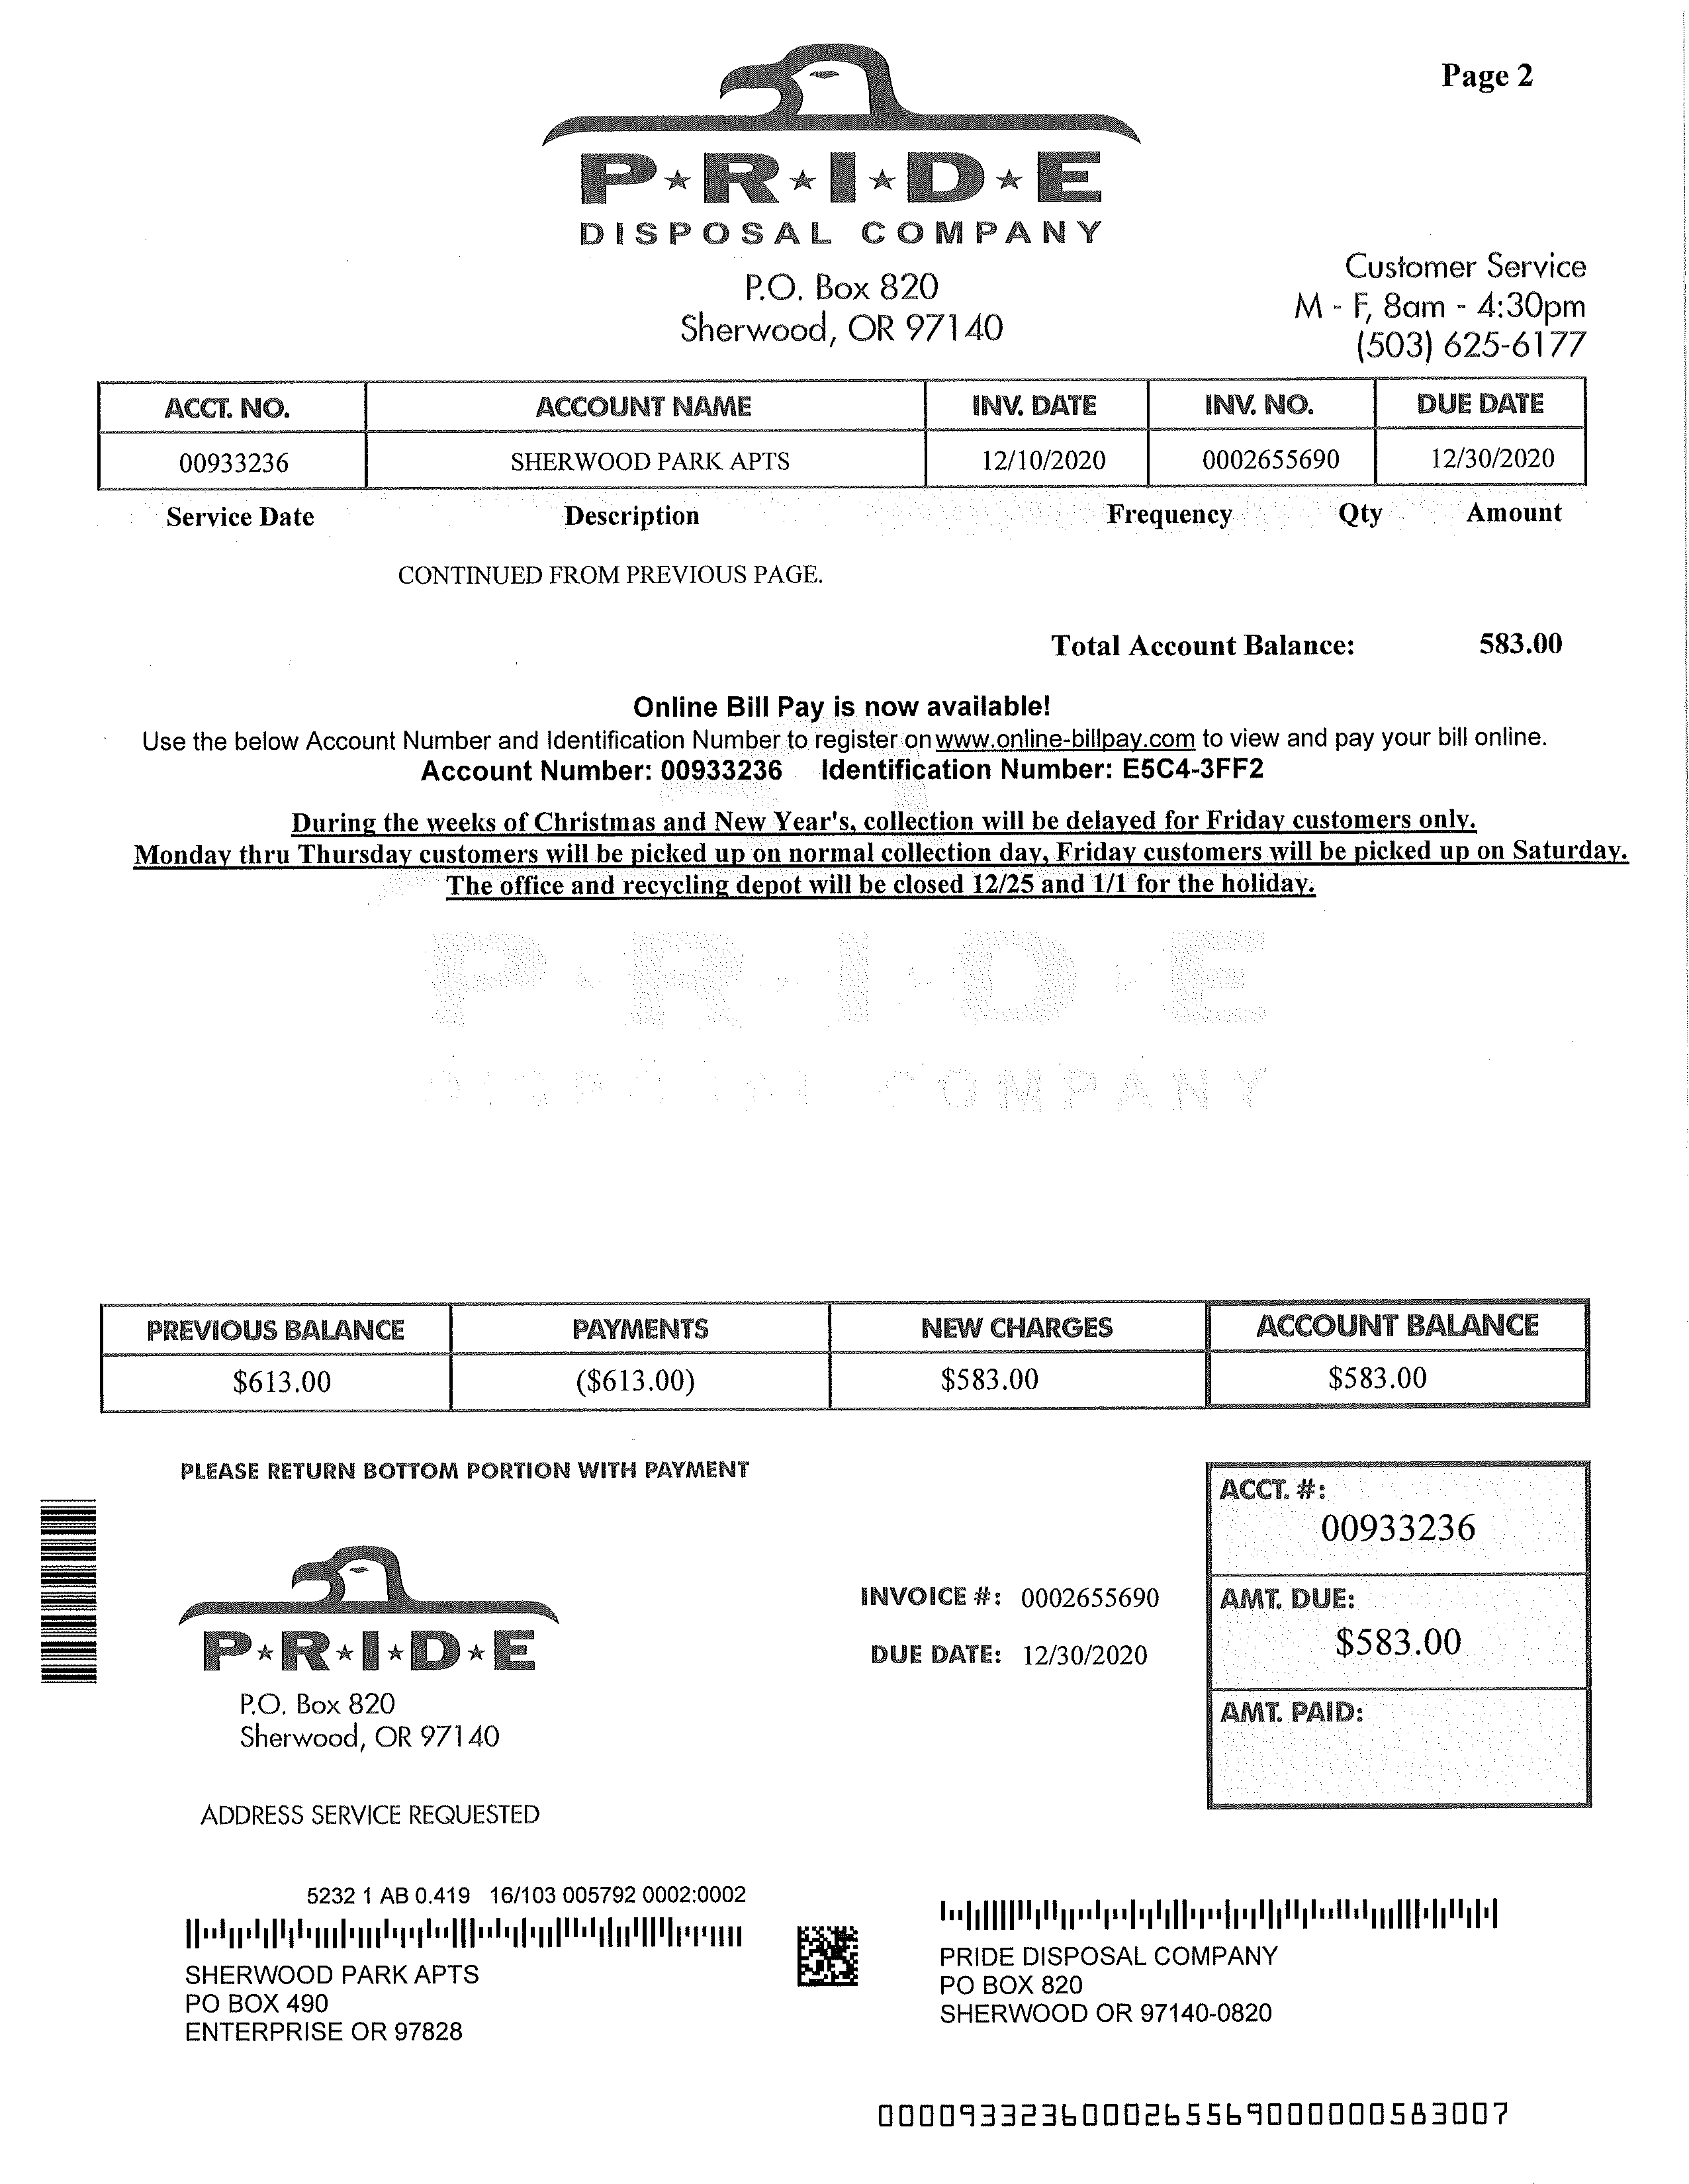 Page 2
P★R★I★D★E
DISPOSAL COMPANY
P.O. Box 820
Sherwood, OR 97140
Customer Service
M - F, 8am - 4:30pm
(503) 625-6177
ACCT. NO. ACCOUNT NAME INV. DATE INV. NO. DUE DATE
00933236 SHERWOOD PARK APTS 12/10/2020 0002655690 12/30/2020
Service Date Description Frequency Qty Amount
CONTINUED FROM PREVIOUS PAGE.
Total Account Balance: 583.00
Online Bill Pay is now available!
Use the below Account Number and Identification Number to register on www.online-billpay.com to view and pay your bill online.
Account Number: 00933236 Identification Number: E5C4-3FF2
During the weeks of Christmas and New Year's, collection will be delayed for Friday customers only.
Monday thru Thursday customers will be picked up on normal collection day, Friday customers will be picked up on Saturday.
The office and recycling depot will be closed 12/25 and 1/1 for the holiday.
P★R★I★D★E
DISPOSAL COMPANY
PREVIOUS BALANCE PAYMENTS NEW CHARGES ACCOUNT BALANCE
$613.00 ($613.00) $583.00 $583.00
PLEASE RETURN BOTTOM PORTION WITH PAYMENT
ACCT. #:
00933236
P★R★I★D★E
P.O. Box 820
Sherwood, OR 97140
INVOICE #: 0002655690
DUE DATE: 12/30/2020
AMT. DUE:
$583.00
AMT. PAID:
ADDRESS SERVICE REQUESTED
5232 1 AB 0.419 16/103 005792 0002:0002
SHERWOOD PARK APTS
PO BOX 490
ENTERPRISE OR 97828
PRIDE DISPOSAL COMPANY
PO BOX 820
SHERWOOD OR 97140-0820
00009332360002655690000000583007